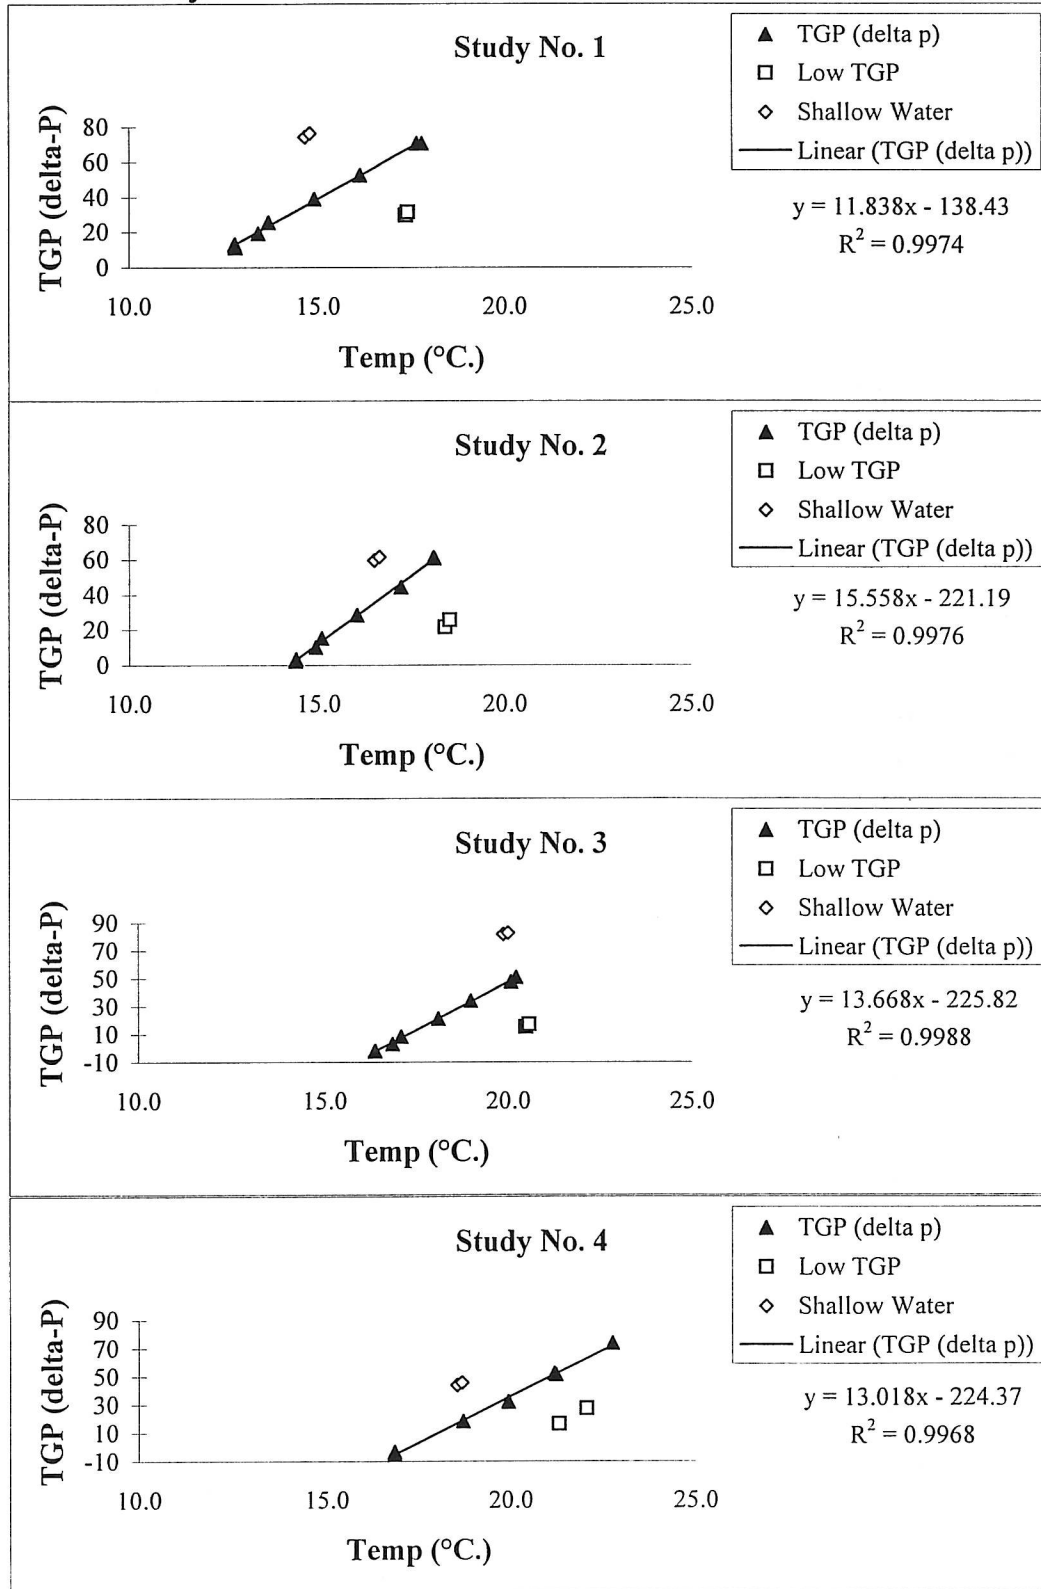 Study No. 1
▲ TGP (delta p)
□ Low TGP
◇ Shallow Water
Linear (TGP (delta p))
y = 11.838x - 138.43
R² = 0.9974
TGP (delta-P)
80
60
40
20
0
10.0 15.0 20.0 25.0
Temp (°C.)
Study No. 2
▲ TGP (delta p)
□ Low TGP
◇ Shallow Water
Linear (TGP (delta p))
y = 15.558x - 221.19
R² = 0.9976
TGP (delta-P)
80
60
40
20
0
10.0 15.0 20.0 25.0
Temp (°C.)
Study No. 3
▲ TGP (delta p)
□ Low TGP
◇ Shallow Water
Linear (TGP (delta p))
y = 13.668x - 225.82
R² = 0.9988
TGP (delta-P)
90
70
50
30
10
-10
10.0 15.0 20.0 25.0
Temp (°C.)
Study No. 4
▲ TGP (delta p)
□ Low TGP
◇ Shallow Water
Linear (TGP (delta p))
y = 13.018x - 224.37
R² = 0.9968
TGP (delta-P)
90
70
50
30
10
-10
10.0 15.0 20.0 25.0
Temp (°C.)